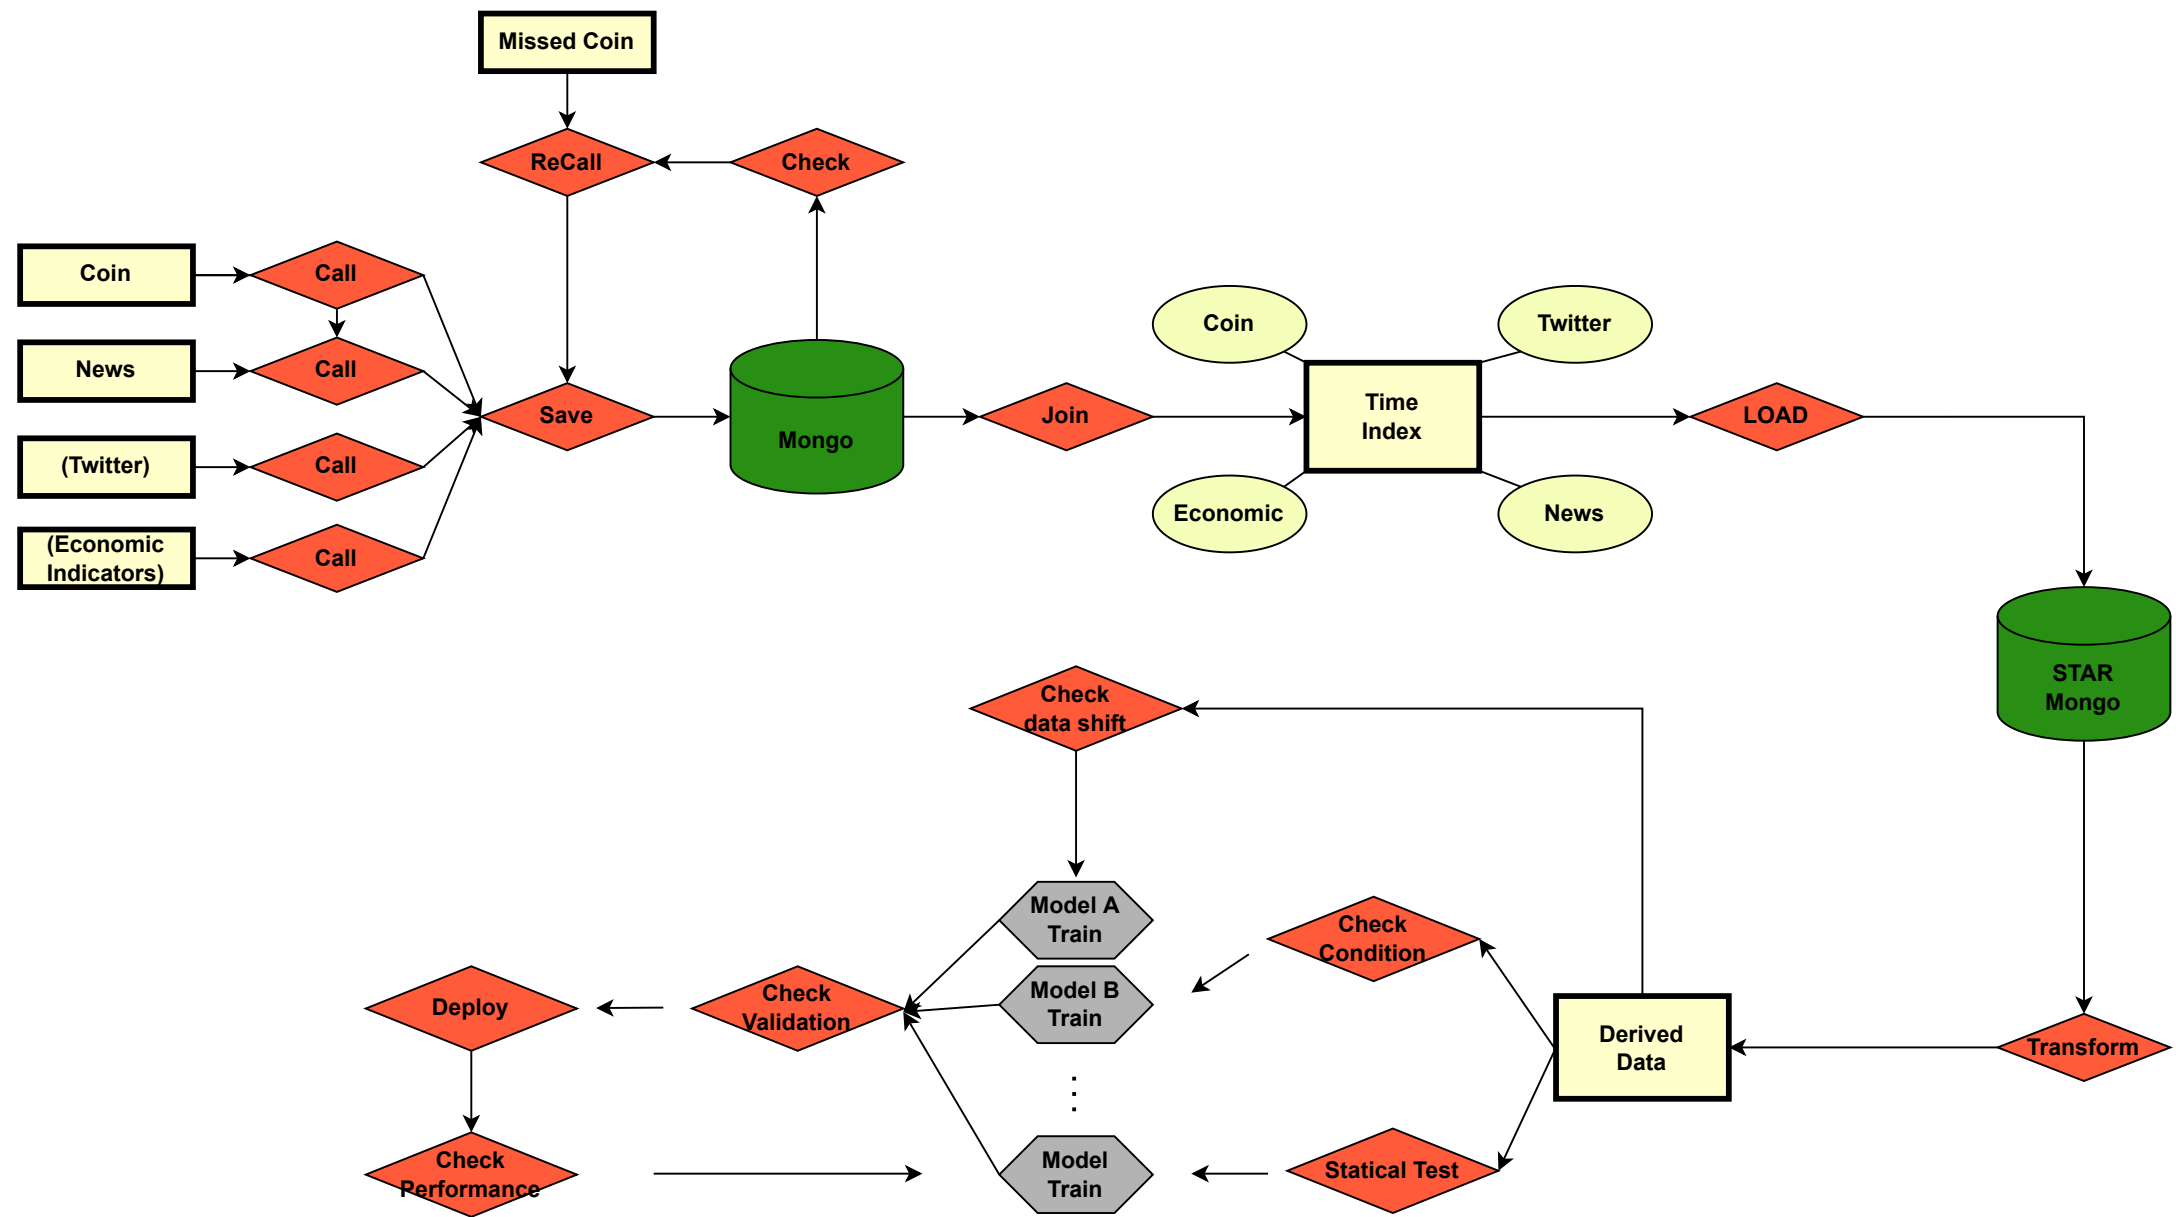 Missed Coin
ReCall
Check
Coin
Call
News
Call
(Twitter)
Call
(Economic
Indicators)
Call
Save
Mongo
Join
Coin
Twitter
Time
Index
Economic
News
LOAD
STAR
Mongo
Check
data shift
Model A
Train
Check
Condition
Model B
Train
Check
Validation
Deploy
Derived
Data
Transform
⋮
Check
Performance
Model
Train
Statical Test